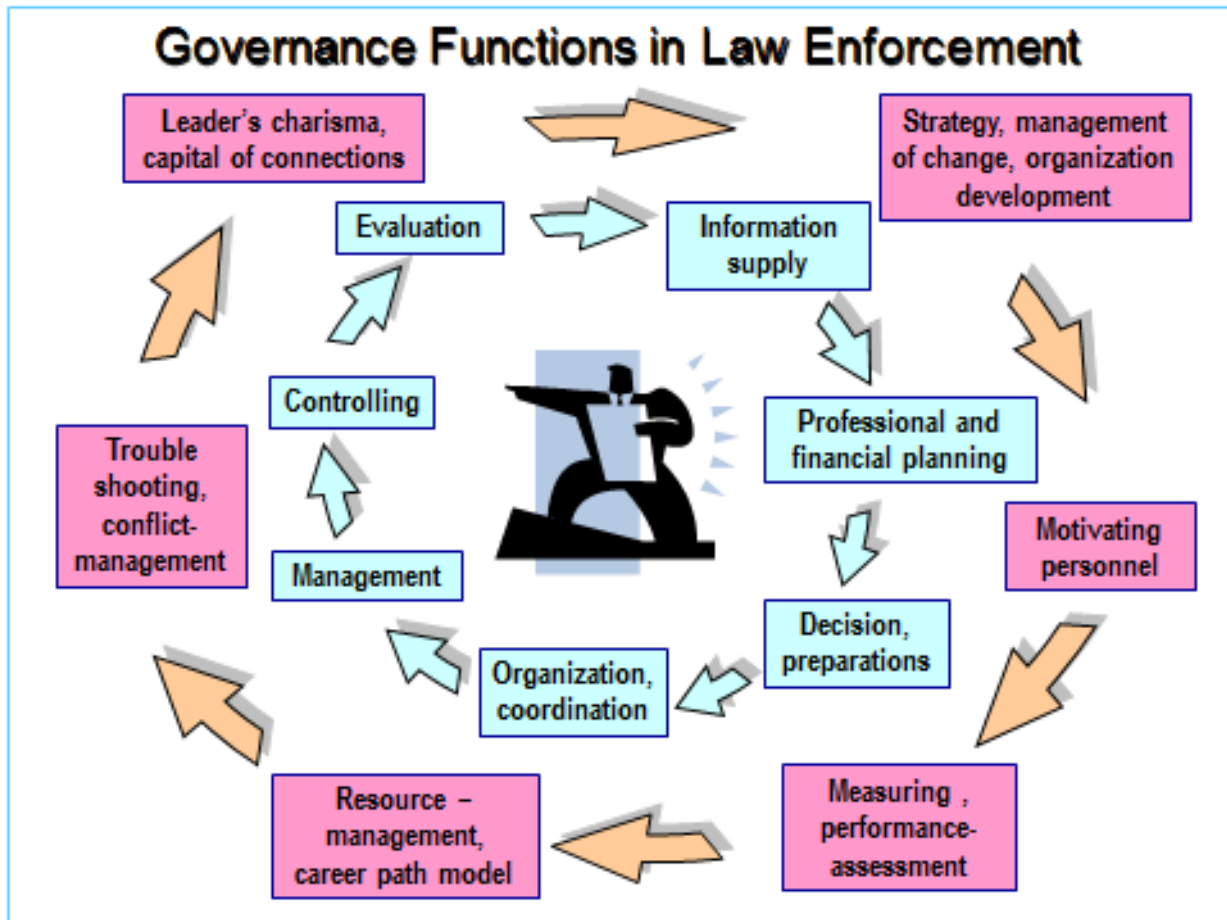 Governance Functions in Law Enforcement
Leader's charisma,
capital of connections
Strategy, management
of change, organization
development
Evaluation
Information
supply
Controlling
Professional and
financial planning
Trouble
shooting,
conflict-
management
Motivating
personnel
Management
Decision,
preparations
Organization,
coordination
Resource –
management,
career path model
Measuring ,
performance-
assessment